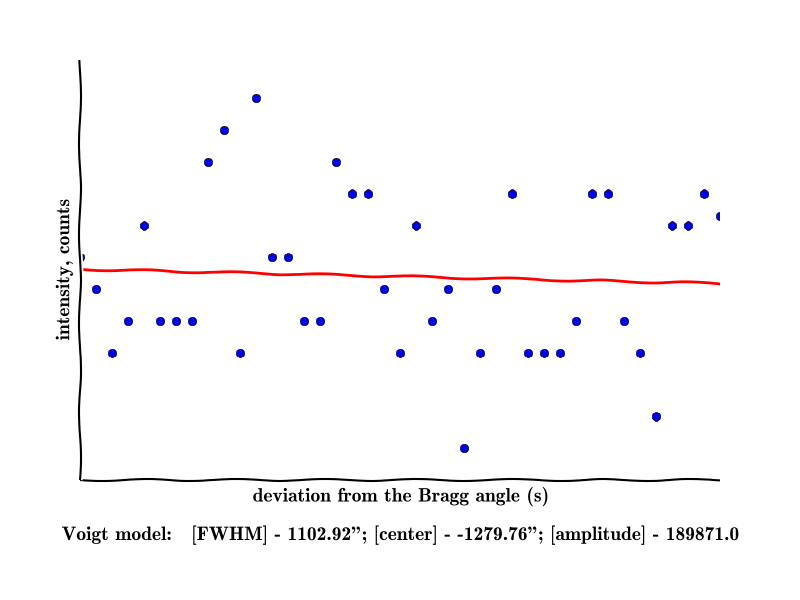 intensity, counts
deviation from the Bragg angle (s)
Voigt model: [FWHM] - 1102.92”; [center] - -1279.76”; [amplitude] - 189871.0